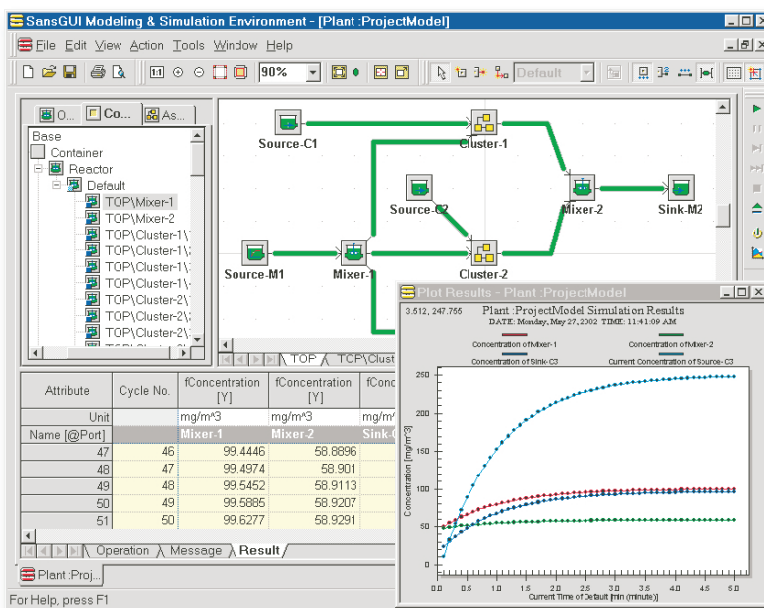 SansGUI Modeling & Simulation Environment - [Plant :ProjectModel]
File Edit View Action Tools Window Help
1:1 90% Default
O... Co... As...
Base
Container
Reactor
Default
TOP\Mixer-1
TOP\Mixer-2
TOP\Cluster-1\
TOP\Cluster-1\
TOP\Cluster-1\
TOP\Cluster-1\
TOP\Cluster-2\
TOP\Cluster-2\
TOP\Cluster-2\
Source-C1
Cluster-1
Source-C2
Mixer-2
Sink-M2
Source-M1
Mixer-1
Cluster-2
TOP TOP\Clust
Plot Results - Plant :ProjectModel
3.512, 247.755
Plant :ProjectModel Simulation Results
DATE: Monday, May 27, 2002 TIME: 11:41:09 AM
Concentration of Mixer-1
Concentration of Mixer-2
Concentration of Sink-C3
Current Concentration of Source-C3
Concentration [mg/m^3]
250
200
150
100
50
0
0.0 0.5 1.0 1.5 2.0 2.5 3.0 3.5 4.0 4.5 5.0
Current Time of Default [min (minute)]
Attribute Cycle No. fConcentration [Y] fConcentration [Y] fConc
Unit mg/m^3 mg/m^3 mg/m^
Name [@Port] Mixer-1 Mixer-2 Sink-
47 46 99.4446 58.8896
48 47 99.4974 58.901
49 48 99.5452 58.9113
50 49 99.5885 58.9207
51 50 99.6277 58.9291
Operation Message Result
Plant :Proj...
For Help, press F1